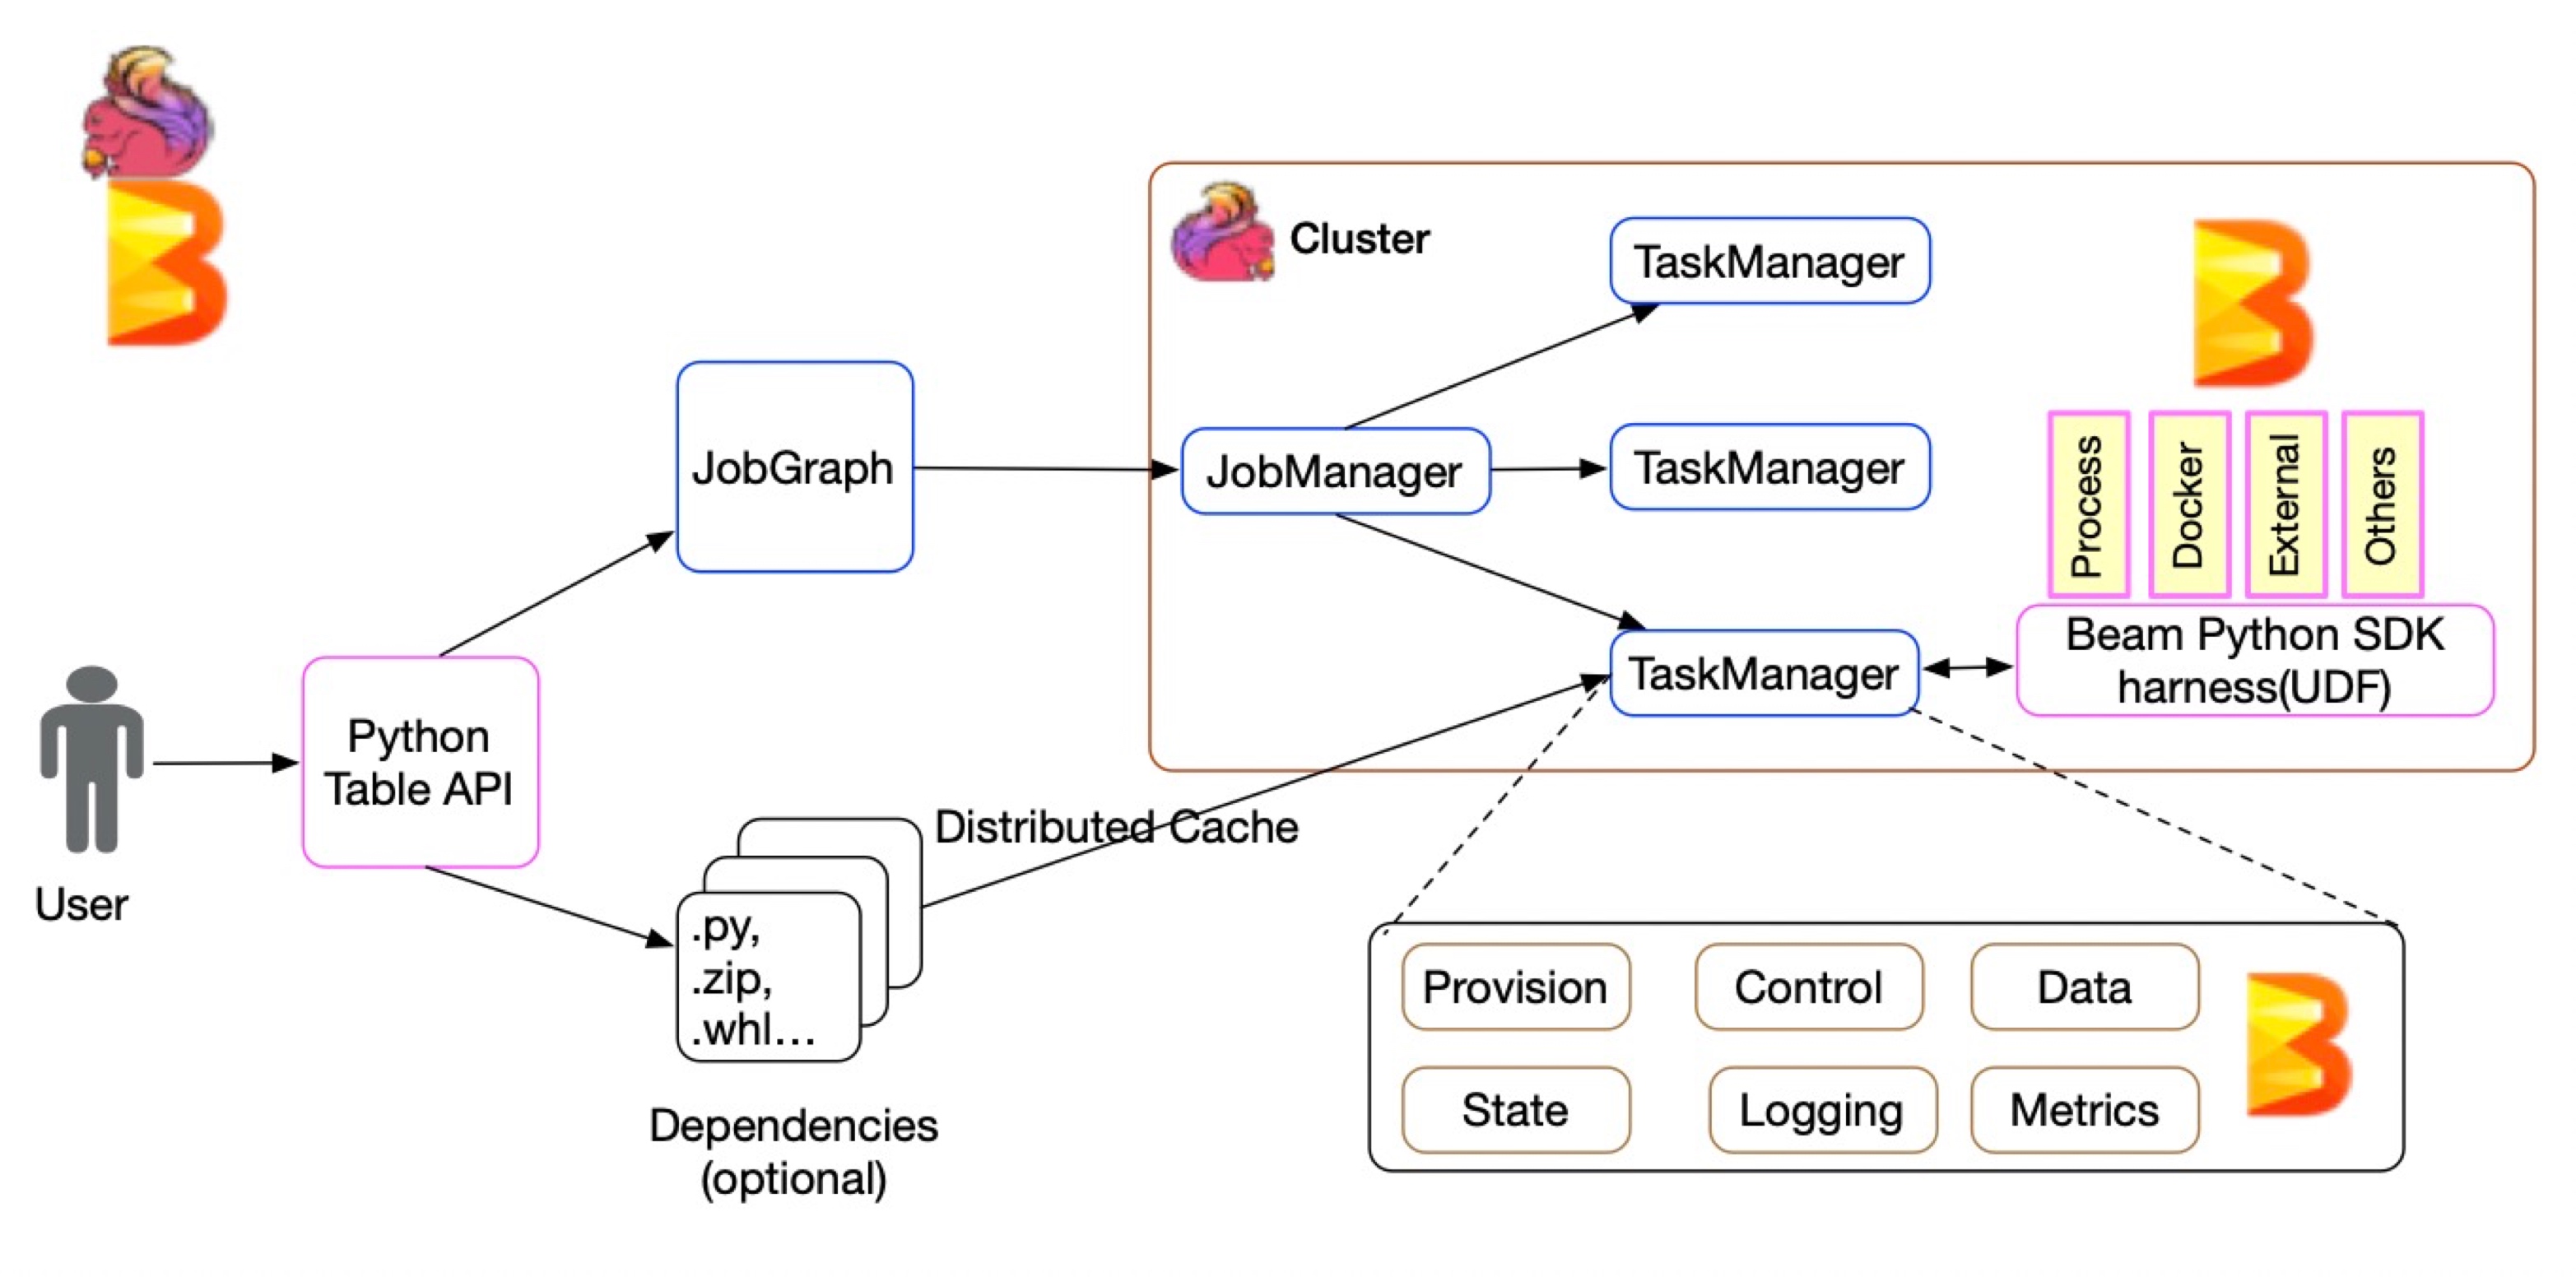 Cluster
TaskManager
JobGraph
JobManager
TaskManager
Process
Docker
External
Others
TaskManager
Beam Python SDK
harness(UDF)
Python
Table API
User
Distributed Cache
.py,
.zip,
.whl...
Dependencies
(optional)
Provision
Control
Data
State
Logging
Metrics